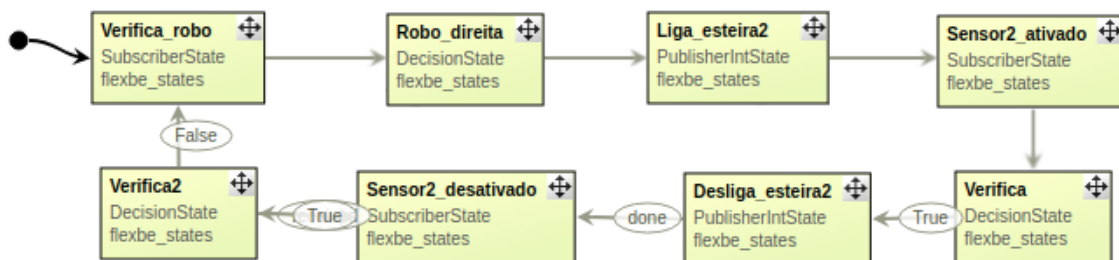 Verifica_robo
SubscriberState
flexbe_states
Robo_direita
DecisionState
flexbe_states
Liga_esteira2
PublisherIntState
flexbe_states
Sensor2_ativado
SubscriberState
flexbe_states
False
Verifica2
DecisionState
flexbe_states
True
Sensor2_desativado
SubscriberState
flexbe_states
done
Desliga_esteira2
PublisherIntState
flexbe_states
True
Verifica
DecisionState
flexbe_states